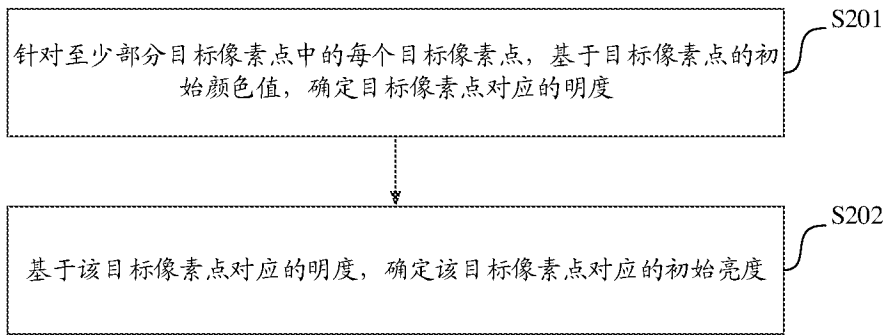 S201
针对至少部分目标像素点中的每个目标像素点，基于目标像素点的初
始颜色值，确定目标像素点对应的明度
S202
基于该目标像素点对应的明度，确定该目标像素点对应的初始亮度